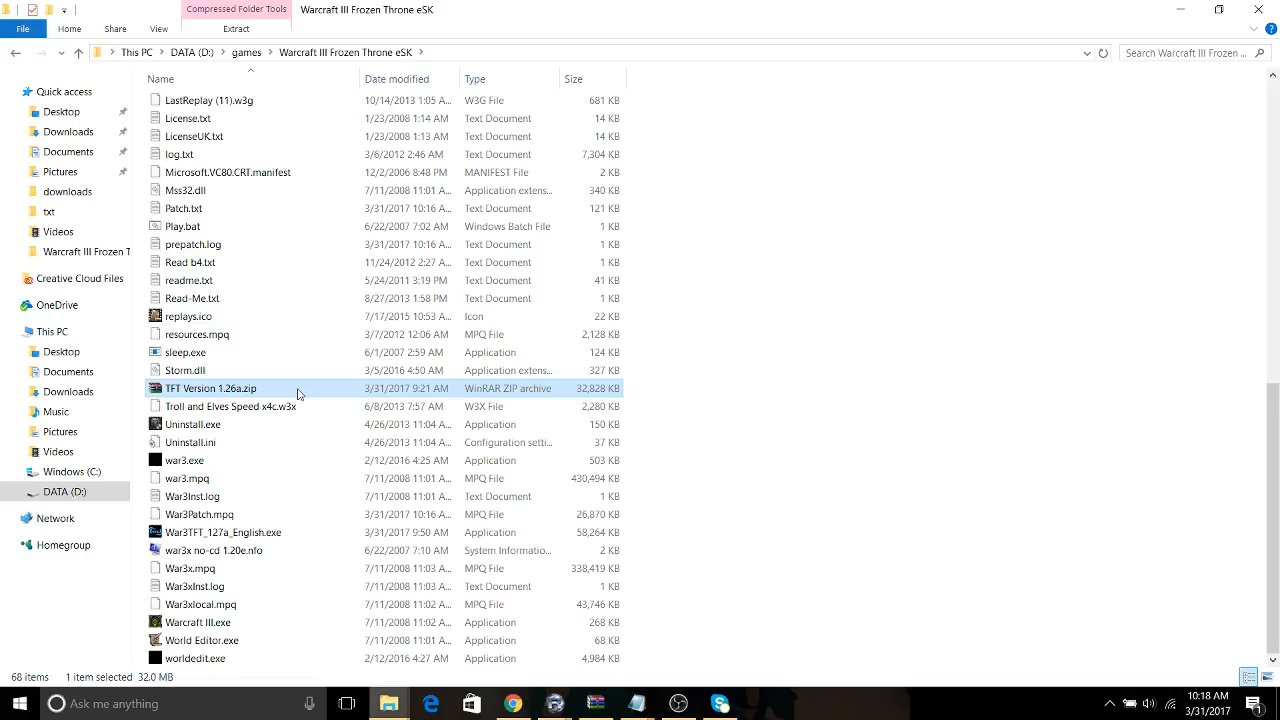 Compressed Folder Tools
Warcraft III Frozen Throne eSK
File Home Share View Extract
This PC DATA (D:) games Warcraft III Frozen Throne eSK
Search Warcraft III Frozen ...
Name Date modified Type Size
Quick access
Desktop
Downloads
Documents
Pictures
downloads
txt
Videos
Warcraft III Frozen T
Creative Cloud Files
OneDrive
This PC
Desktop
Documents
Downloads
Music
Pictures
Videos
Windows (C:)
DATA (D:)
Network
Homegroup
LastReplay (11).w3g 10/14/2013 1:05 A... W3G File 681 KB
License.txt 1/23/2008 1:14 AM Text Document 14 KB
LicenseUK.txt 1/23/2008 1:13 AM Text Document 14 KB
log.txt 3/6/2012 2:46 AM Text Document 7,304 KB
Microsoft.VC80.CRT.manifest 12/2/2006 8:48 PM MANIFEST File 2 KB
Mss32.dll 7/11/2008 11:01 A... Application extens... 340 KB
Patch.txt 3/31/2017 10:16 A... Text Document 121 KB
Play.bat 6/22/2007 7:02 AM Windows Batch File 1 KB
prepatch.log 3/31/2017 10:16 A... Text Document 1 KB
Read b4.txt 11/24/2012 2:27 A... Text Document 1 KB
readme.txt 5/24/2011 3:19 PM Text Document 41 KB
Read-Me.txt 8/27/2013 1:58 PM Text Document 1 KB
replays.ico 7/17/2015 10:53 A... Icon 22 KB
resources.mpq 3/7/2012 12:06 AM MPQ File 2,128 KB
sleep.exe 6/1/2007 2:59 AM Application 124 KB
Storm.dll 3/5/2016 4:50 AM Application extens... 327 KB
TFT Version 1.26a.zip 3/31/2017 9:21 AM WinRAR ZIP archive 32,828 KB
Troll and Elves Speed x4c.w3x 6/8/2013 7:57 AM W3X File 2,280 KB
Uninstall.exe 4/26/2013 11:04 A... Application 150 KB
Uninstall.ini 4/26/2013 11:04 A... Configuration setti... 37 KB
war3.exe 2/12/2016 4:25 AM Application 503 KB
war3.mpq 7/11/2008 11:01 A... MPQ File 430,494 KB
War3Inst.log 7/11/2008 11:01 A... Text Document 1 KB
War3Patch.mpq 3/31/2017 10:16 A... MPQ File 26,870 KB
War3TFT_127a_English.exe 3/31/2017 9:50 AM Application 58,264 KB
war3x no-cd 1.20e.nfo 6/22/2007 7:10 AM System Informatio... 2 KB
War3x.mpq 7/11/2008 11:03 A... MPQ File 338,419 KB
War3xInst.log 7/11/2008 11:03 A... Text Document 1 KB
War3xlocal.mpq 7/11/2008 11:02 A... MPQ File 43,746 KB
Warcraft III.exe 7/11/2008 11:02 A... Application 268 KB
World Editor.exe 7/11/2008 11:01 A... Application 68 KB
worldedit.exe 2/12/2016 4:27 AM Application 4,984 KB
68 items 1 item selected 32.0 MB
Ask me anything
10:18 AM
3/31/2017
1